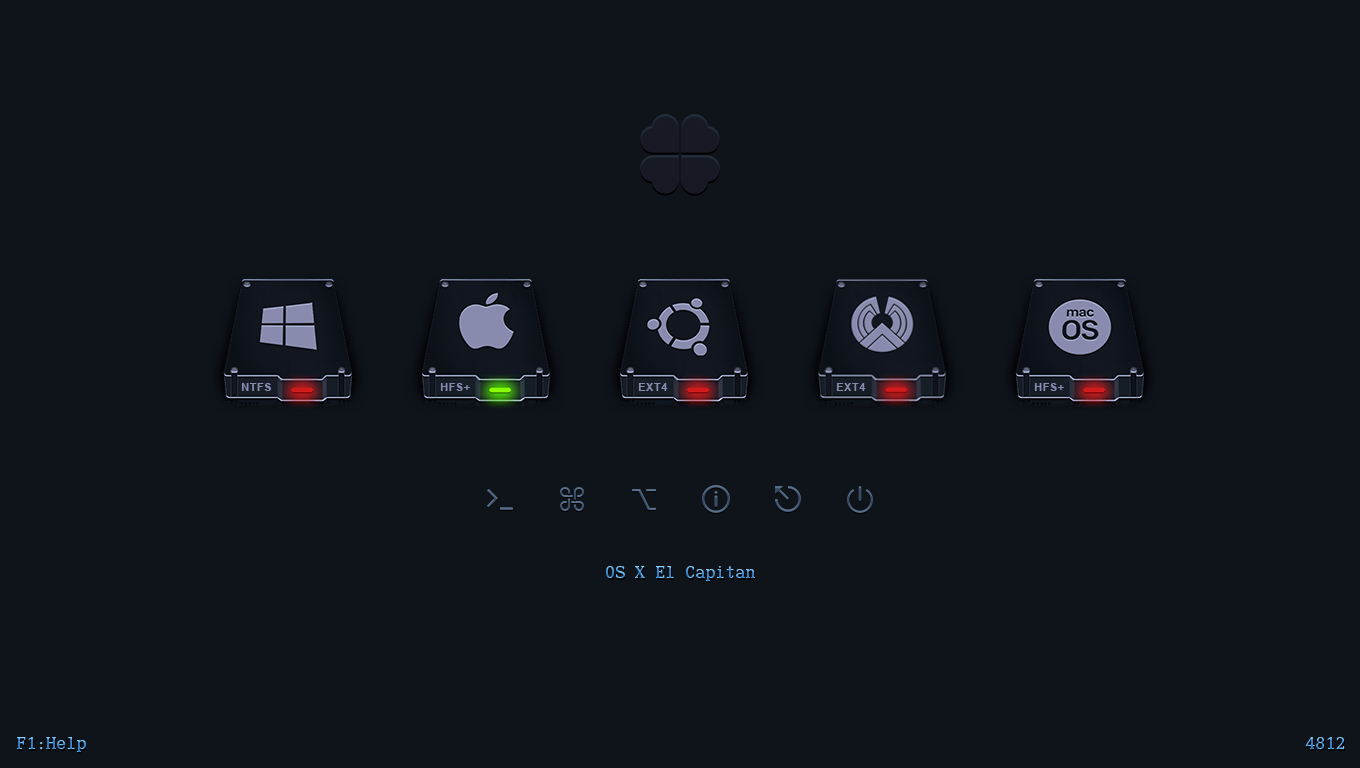 mac
OS
NTFS
HFS+
EXT4
EXT4
HFS+
OS X El Capitan
F1:Help
4812